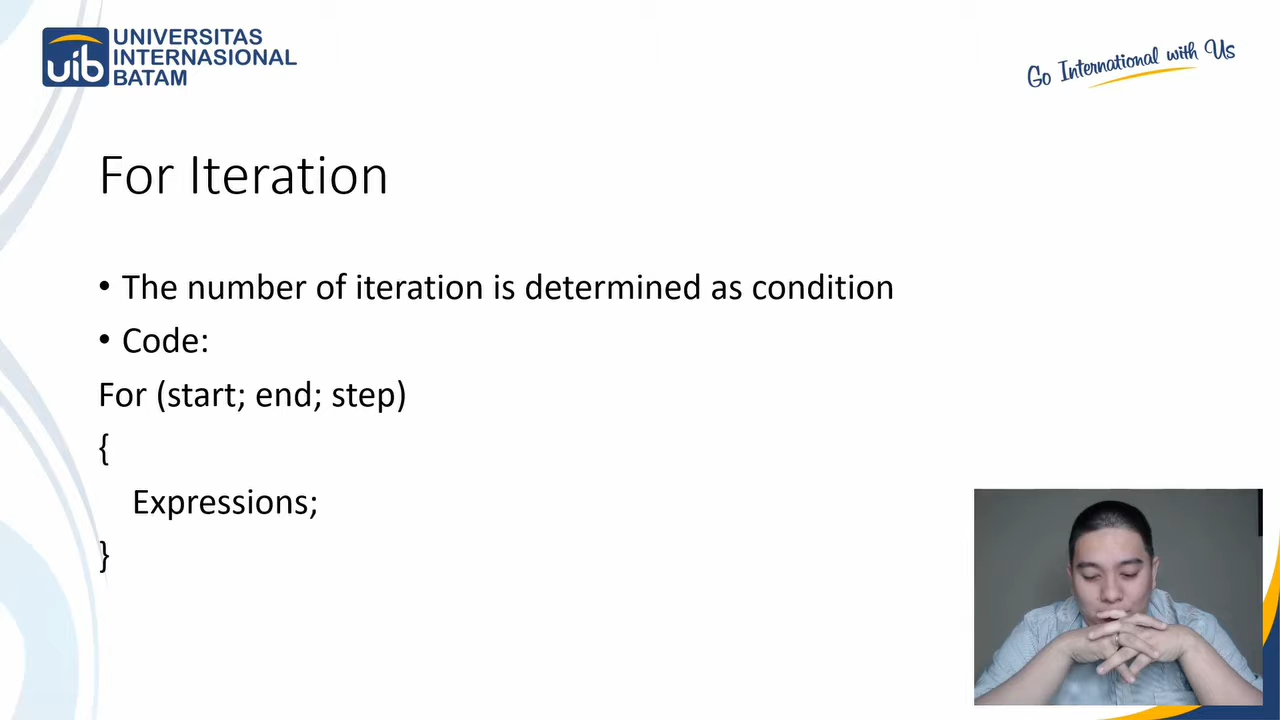 uib
UNIVERSITAS
INTERNASIONAL
BATAM
Go International with Us
For Iteration
• The number of iteration is determined as condition
• Code:
For (start; end; step)
{
Expressions;
}